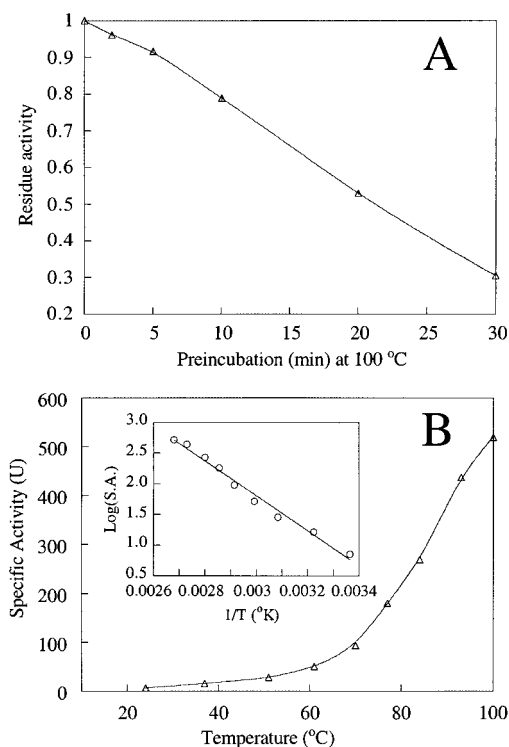 1
0.9
0.8
0.7
0.6
0.5
0.4
0.3
0.2
Residue activity
A
0 5 10 15 20 25 30
Preincubation (min) at 100 °C
600
500
400
300
200
100
0
Specific Activity (U)
B
3.0
2.5
2.0
1.5
1.0
0.5
Log(S.A.)
0.0026 0.0028 0.003 0.0032 0.0034
1/T (°K)
20 40 60 80 100
Temperature (°C)